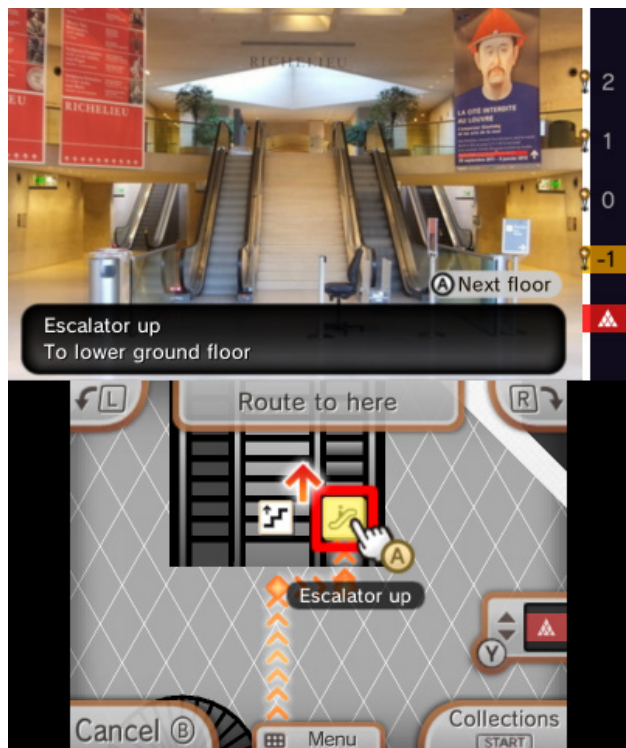 RICHELIEU
RICHELIEU
LA CITÉ INTERDITE
AU LOUVRE
2
1
0
-1
A Next floor
Escalator up
To lower ground floor
L
Route to here
R
A
Escalator up
Y
Cancel B
Menu
Collections
START